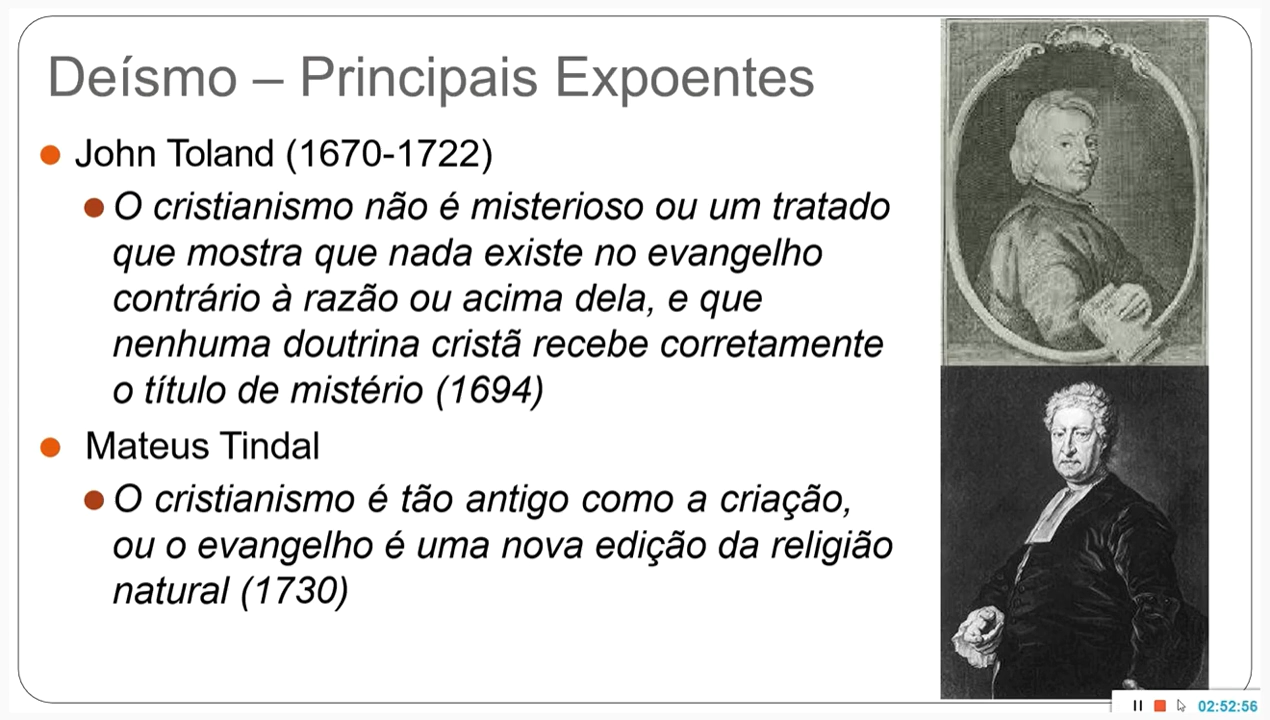 Deísmo – Principais Expoentes
John Toland (1670-1722)
O cristianismo não é misterioso ou um tratado
que mostra que nada existe no evangelho
contrário à razão ou acima dela, e que
nenhuma doutrina cristã recebe corretamente
o título de mistério (1694)
Mateus Tindal
O cristianismo é tão antigo como a criação,
ou o evangelho é uma nova edição da religião
natural (1730)
02:52:56